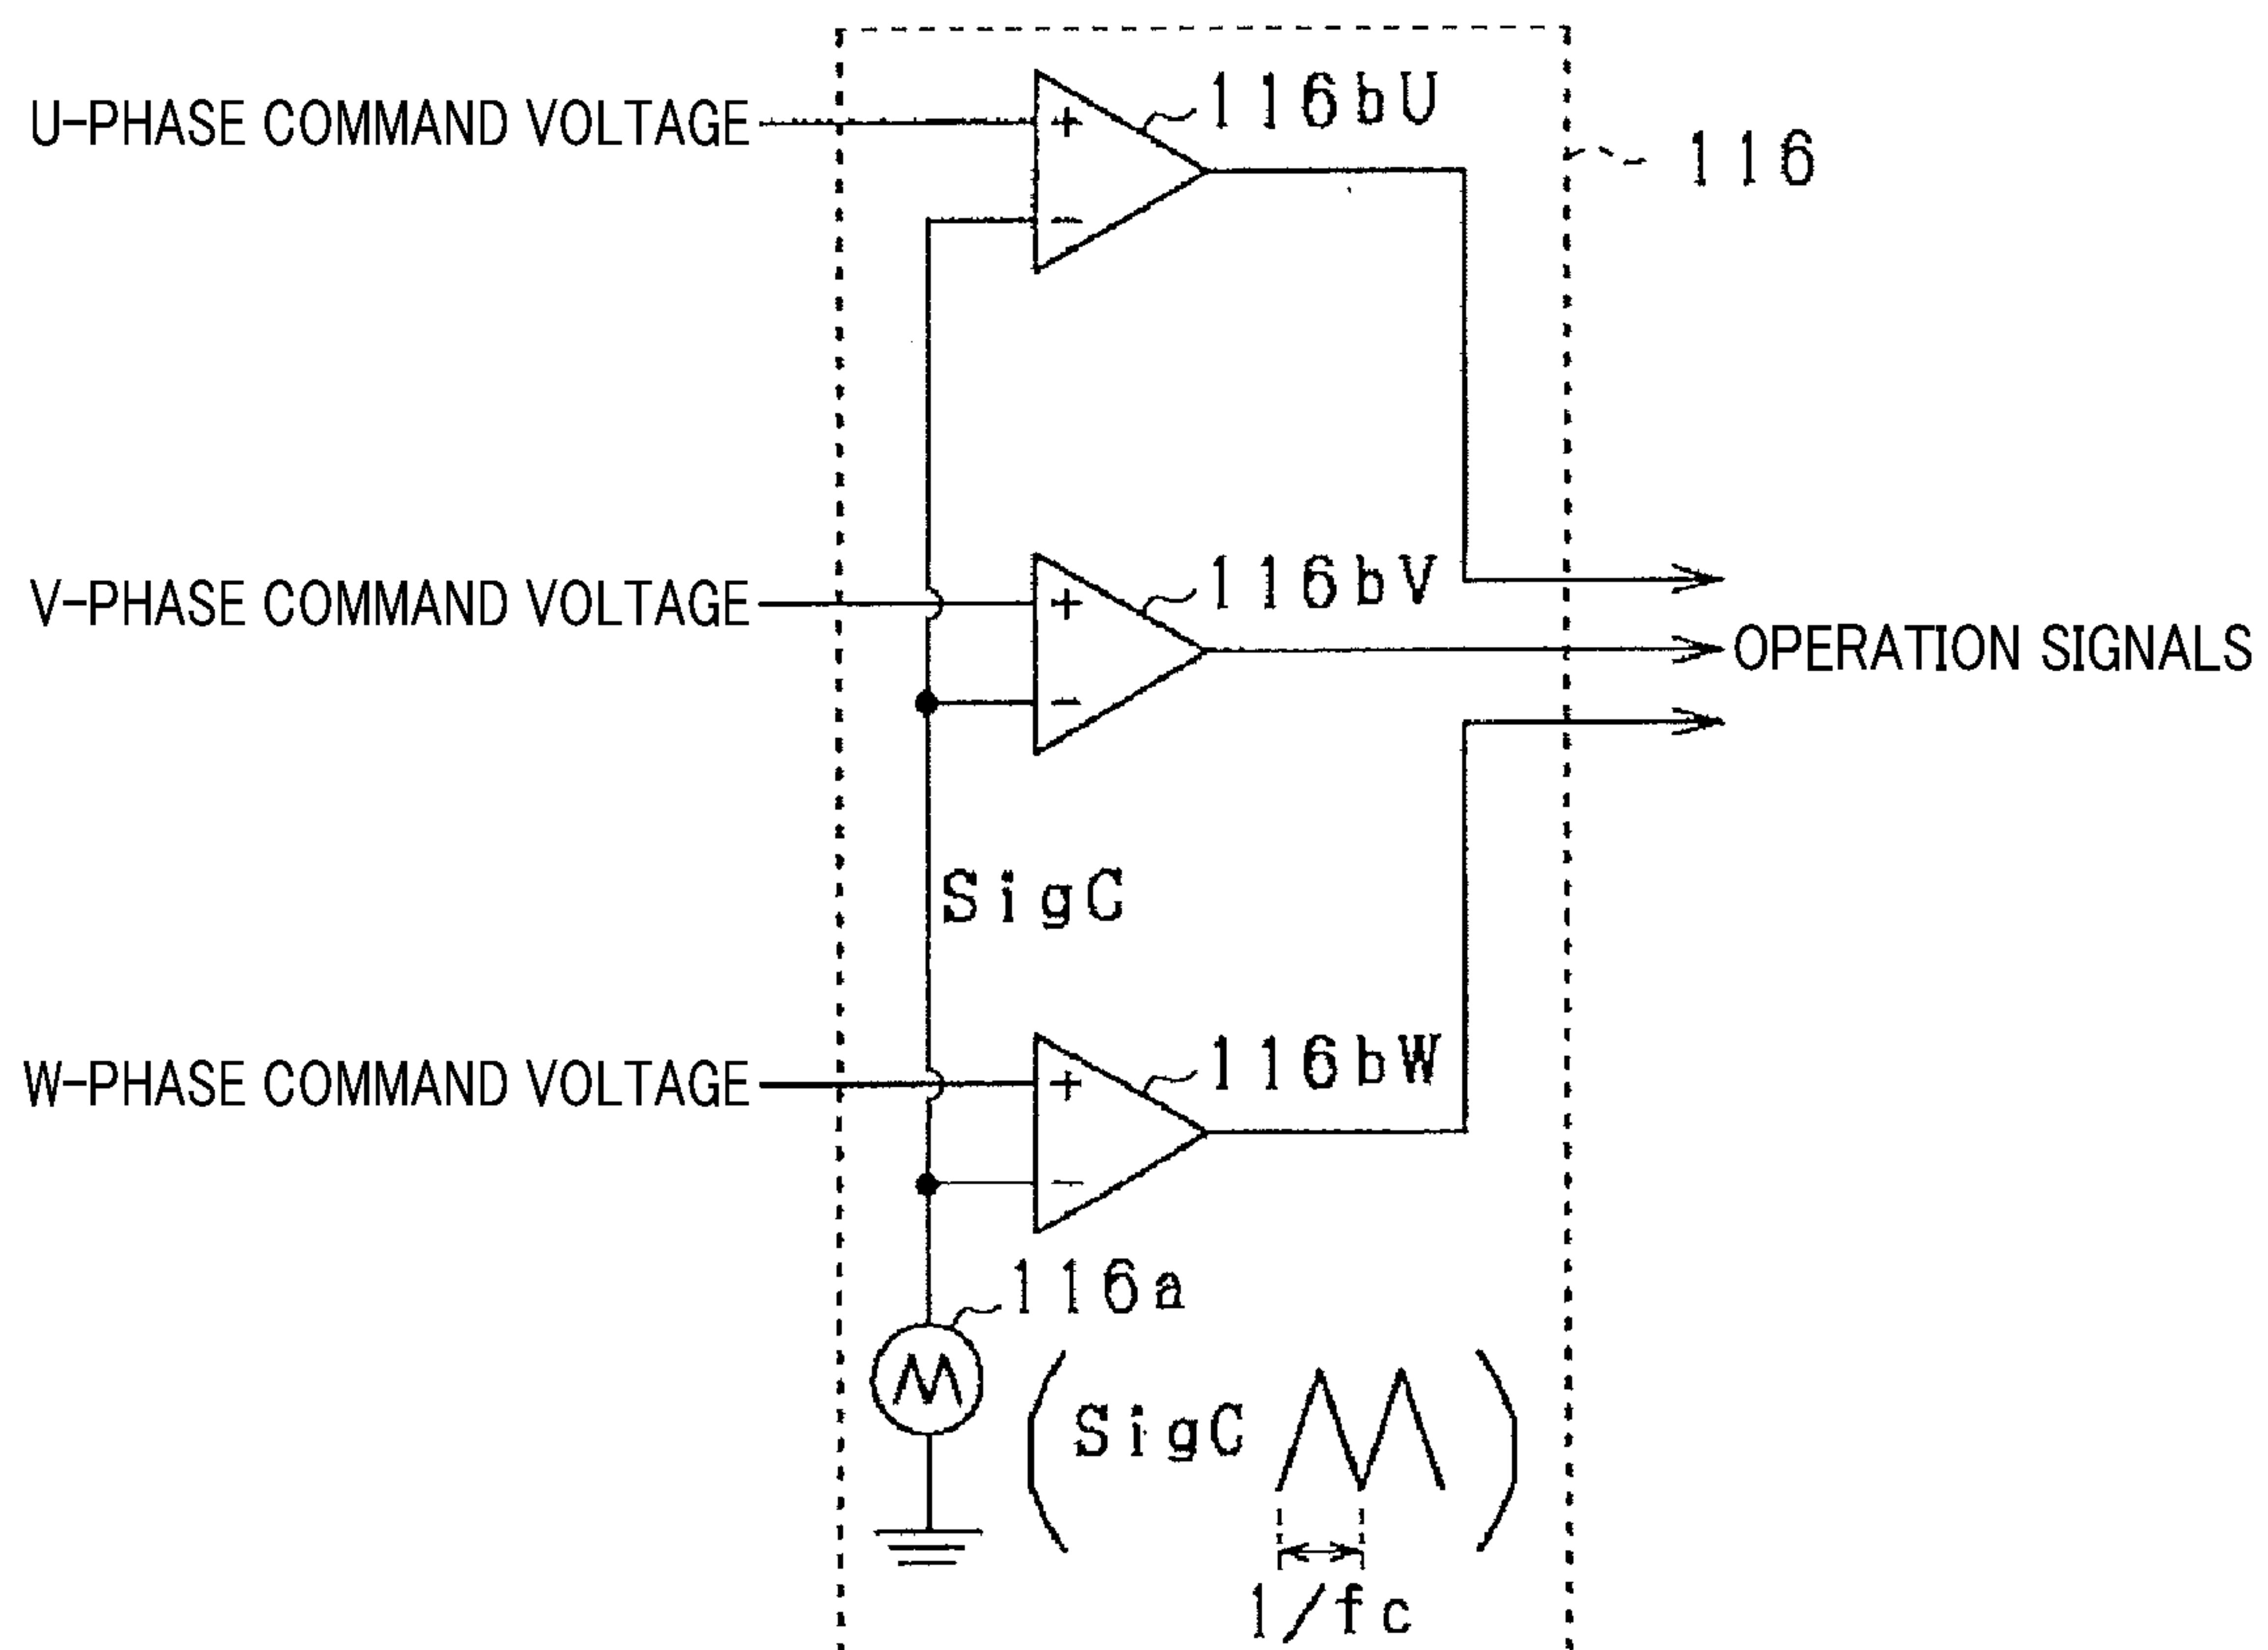 U-PHASE COMMAND VOLTAGE
+
−
116bU
116
V-PHASE COMMAND VOLTAGE
+
−
116bV
OPERATION SIGNALS
SigC
W-PHASE COMMAND VOLTAGE
+
−
116bW
116a
(SigC )
1/fc